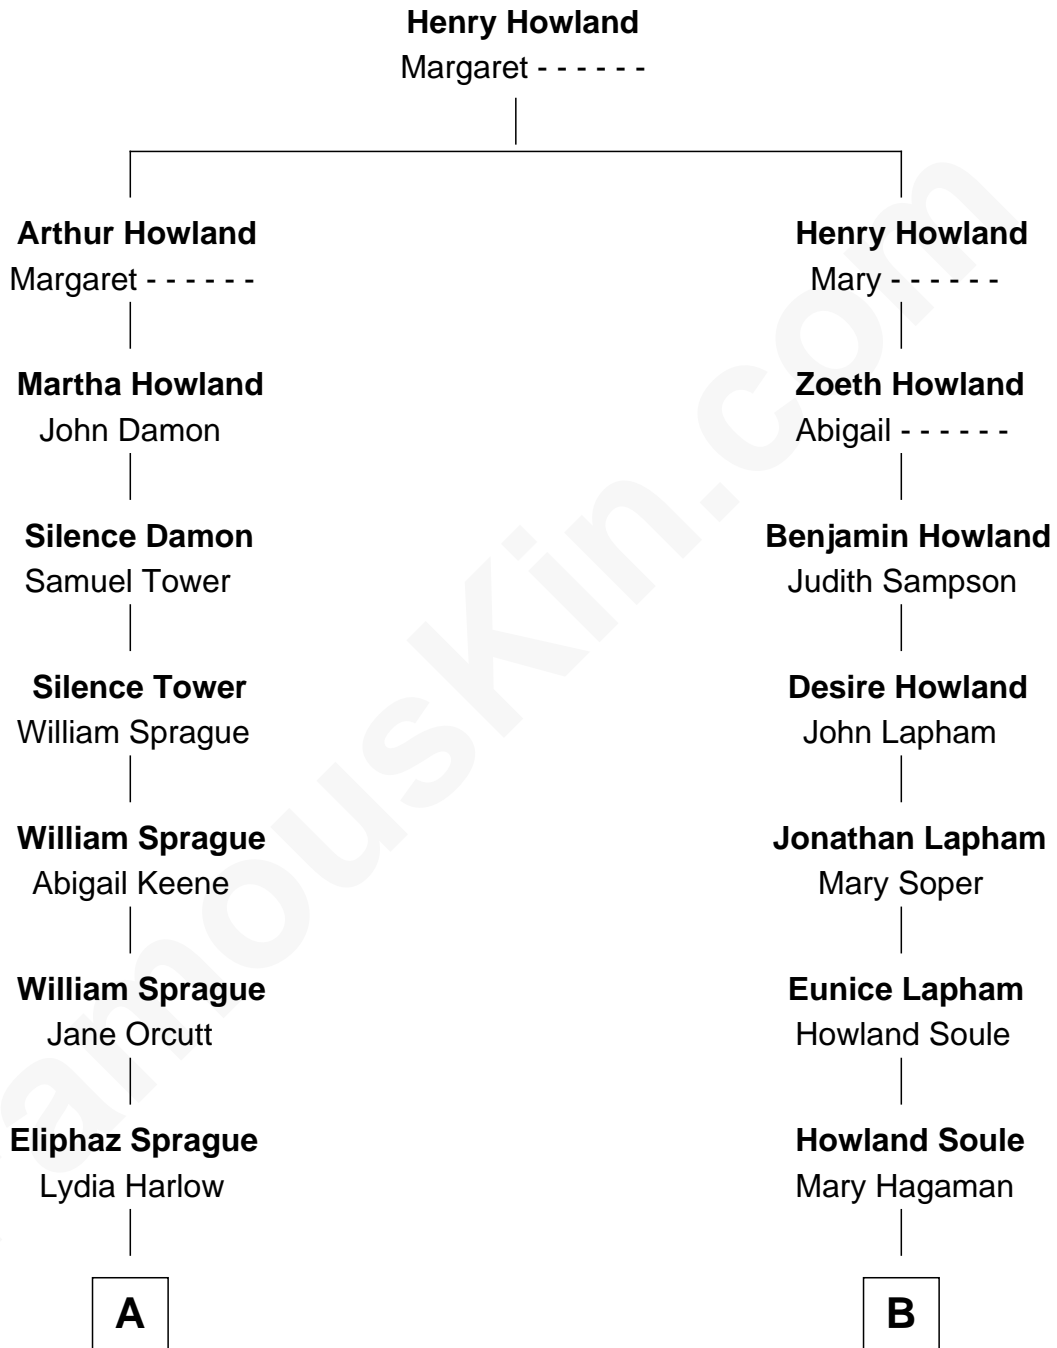 Henry Howland
Margaret - - - - - -
Arthur Howland
Margaret - - - - - -
Henry Howland
Mary - - - - - -
Martha Howland
John Damon
Zoeth Howland
Abigail - - - - - -
Silence Damon
Samuel Tower
Benjamin Howland
Judith Sampson
Silence Tower
William Sprague
Desire Howland
John Lapham
William Sprague
Abigail Keene
Jonathan Lapham
Mary Soper
William Sprague
Jane Orcutt
Eunice Lapham
Howland Soule
Eliphaz Sprague
Lydia Harlow
Howland Soule
Mary Hagaman
A
B
amouskin.com